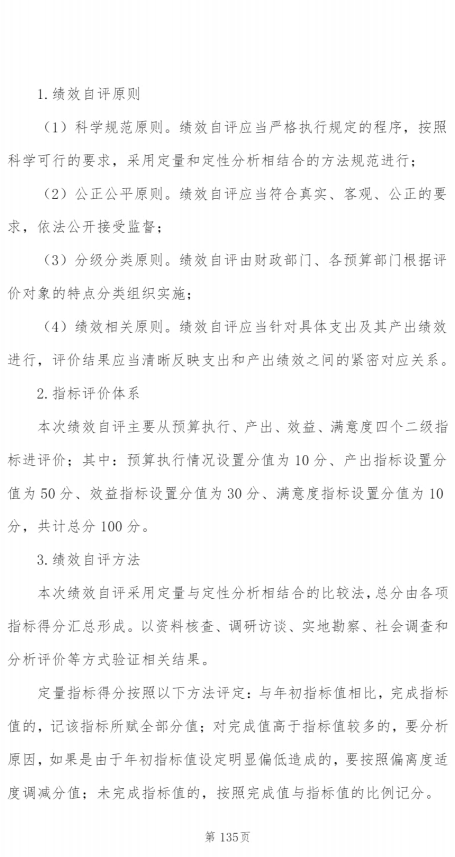 1.绩效自评原则
（1）科学规范原则。绩效自评应当严格执行规定的程序，按照
科学可行的要求，采用定量和定性分析相结合的方法规范进行；
（2）公正公平原则。绩效自评应当符合真实、客观、公正的要
求，依法公开接受监督；
（3）分级分类原则。绩效自评由财政部门、各预算部门根据评
价对象的特点分类组织实施；
（4）绩效相关原则。绩效自评应当针对具体支出及其产出绩效
进行，评价结果应当清晰反映支出和产出绩效之间的紧密对应关系。
2.指标评价体系
本次绩效自评主要从预算执行、产出、效益、满意度四个二级指
标进评价；其中：预算执行情况设置分值为 10 分、产出指标设置分
值为 50 分、效益指标设置分值为 30 分、满意度指标设置分值为 10
分，共计总分 100 分。
3.绩效自评方法
本次绩效自评采用定量与定性分析相结合的比较法，总分由各项
指标得分汇总形成。以资料核查、调研访谈、实地勘察、社会调查和
分析评价等方式验证相关结果。
定量指标得分按照以下方法评定：与年初指标值相比，完成指标
值的，记该指标所赋全部分值；对完成值高于指标值较多的，要分析
原因，如果是由于年初指标值设定明显偏低造成的，要按照偏离度适
度调减分值；未完成指标值的，按照完成值与指标值的比例记分。
第 135页